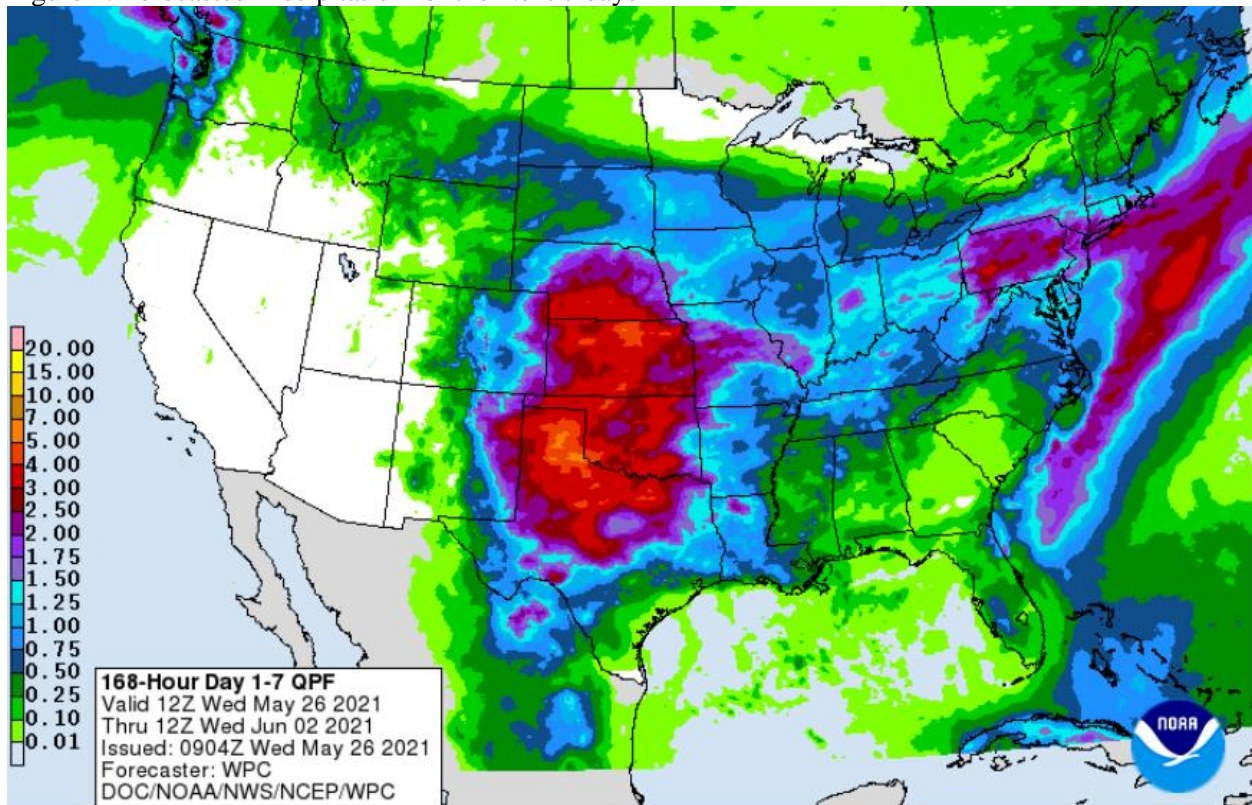 20.00
15.00
10.00
7.00
5.00
4.00
3.00
2.50
2.00
1.75
1.50
1.25
1.00
0.75
0.50
0.25
0.10
0.01
168-Hour Day 1-7 QPF
Valid 12Z Wed May 26 2021
Thru 12Z Wed Jun 02 2021
Issued: 0904Z Wed May 26 2021
Forecaster: WPC
DOC/NOAA/NWS/NCEP/WPC
NOAA